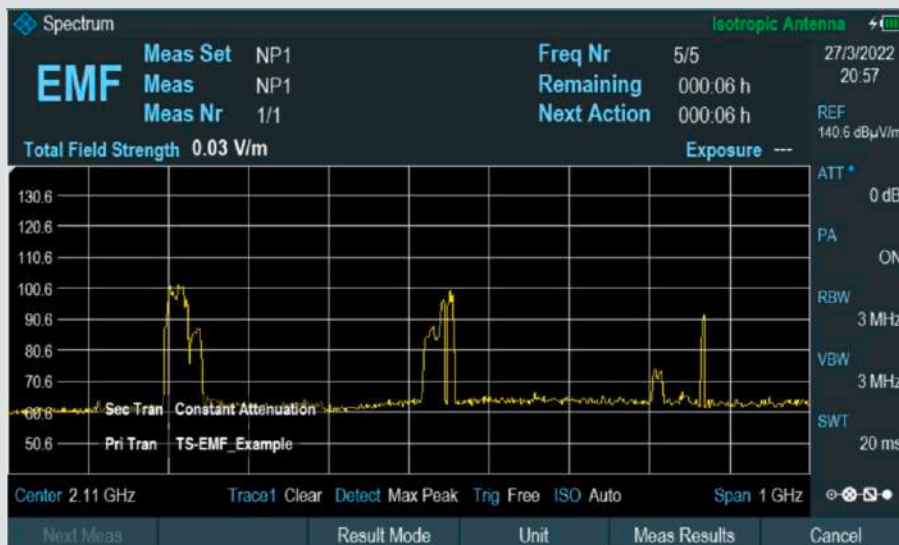 Spectrum Isotropic Antenna
EMF
Meas Set NP1 Freq Nr 5/5
Meas NP1 Remaining 000:06 h
Meas Nr 1/1 Next Action 000:06 h
Total Field Strength 0.03 V/m Exposure ---
27/3/2022
20:57
REF
140.6 dBµV/m
ATT
0 dB
PA
ON
RBW
3 MHz
VBW
3 MHz
SWT
20 ms
130.6
120.6
110.6
100.6
90.6
80.6
70.6
60.6 Sec Tran Constant Attenuation
50.6 Pri Tran TS-EMF_Example
Center 2.11 GHz Trace1 Clear Detect Max Peak Trig Free ISO Auto Span 1 GHz
Next Meas Result Mode Unit Meas Results Cancel